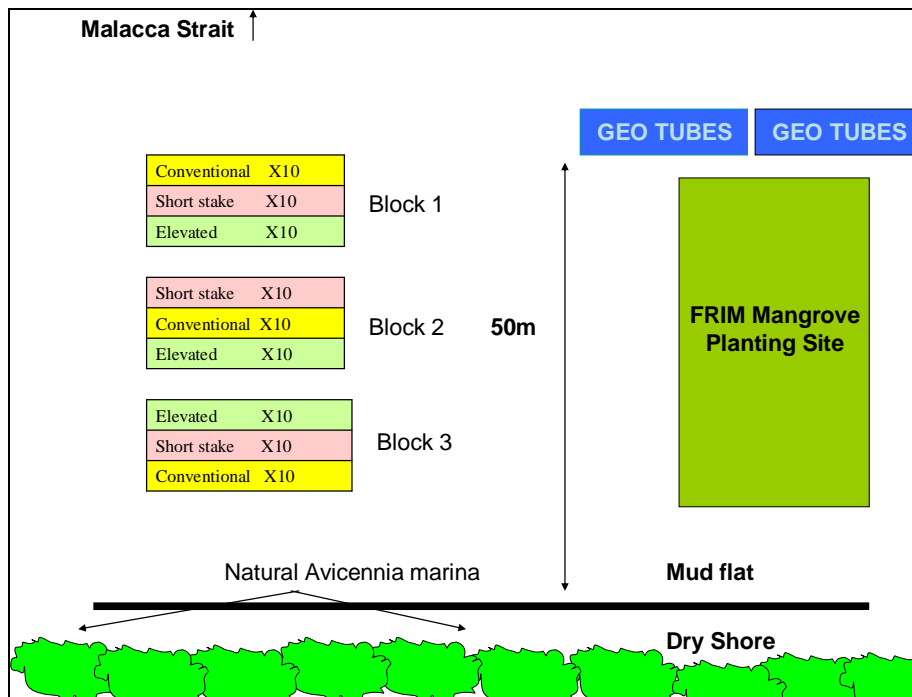 Malacca Strait
GEO TUBES
GEO TUBES
Conventional X10
Short stake X10
Elevated X10
Block 1
Short stake X10
Conventional X10
Elevated X10
Block 2
50m
FRIM Mangrove
Planting Site
Elevated X10
Short stake X10
Conventional X10
Block 3
Natural Avicennia marina
Mud flat
Dry Shore